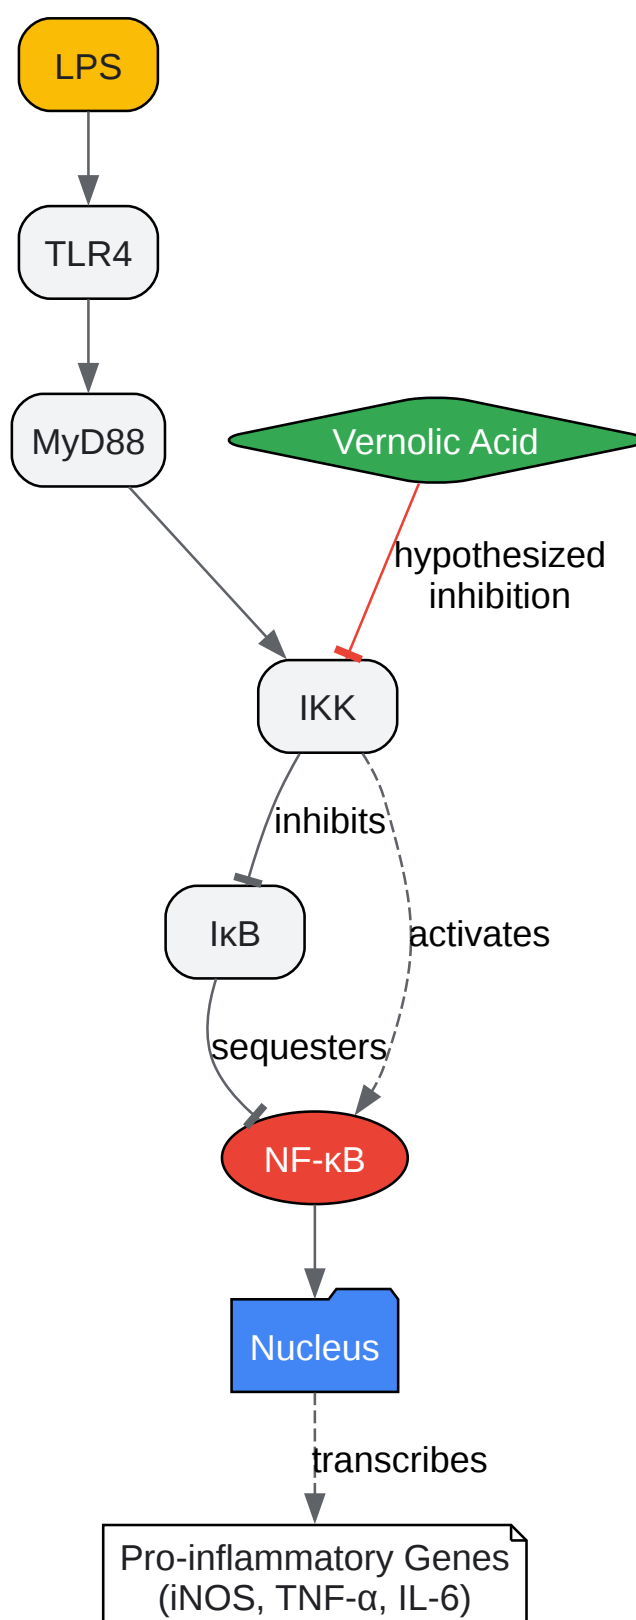 LPS
TLR4
MyD88
Vernolic Acid
hypothesized
inhibition
IKK
inhibits
IκB
activates
sequesters
NF-κB
Nucleus
transcribes
Pro-inflammatory Genes
(iNOS, TNF-α, IL-6)